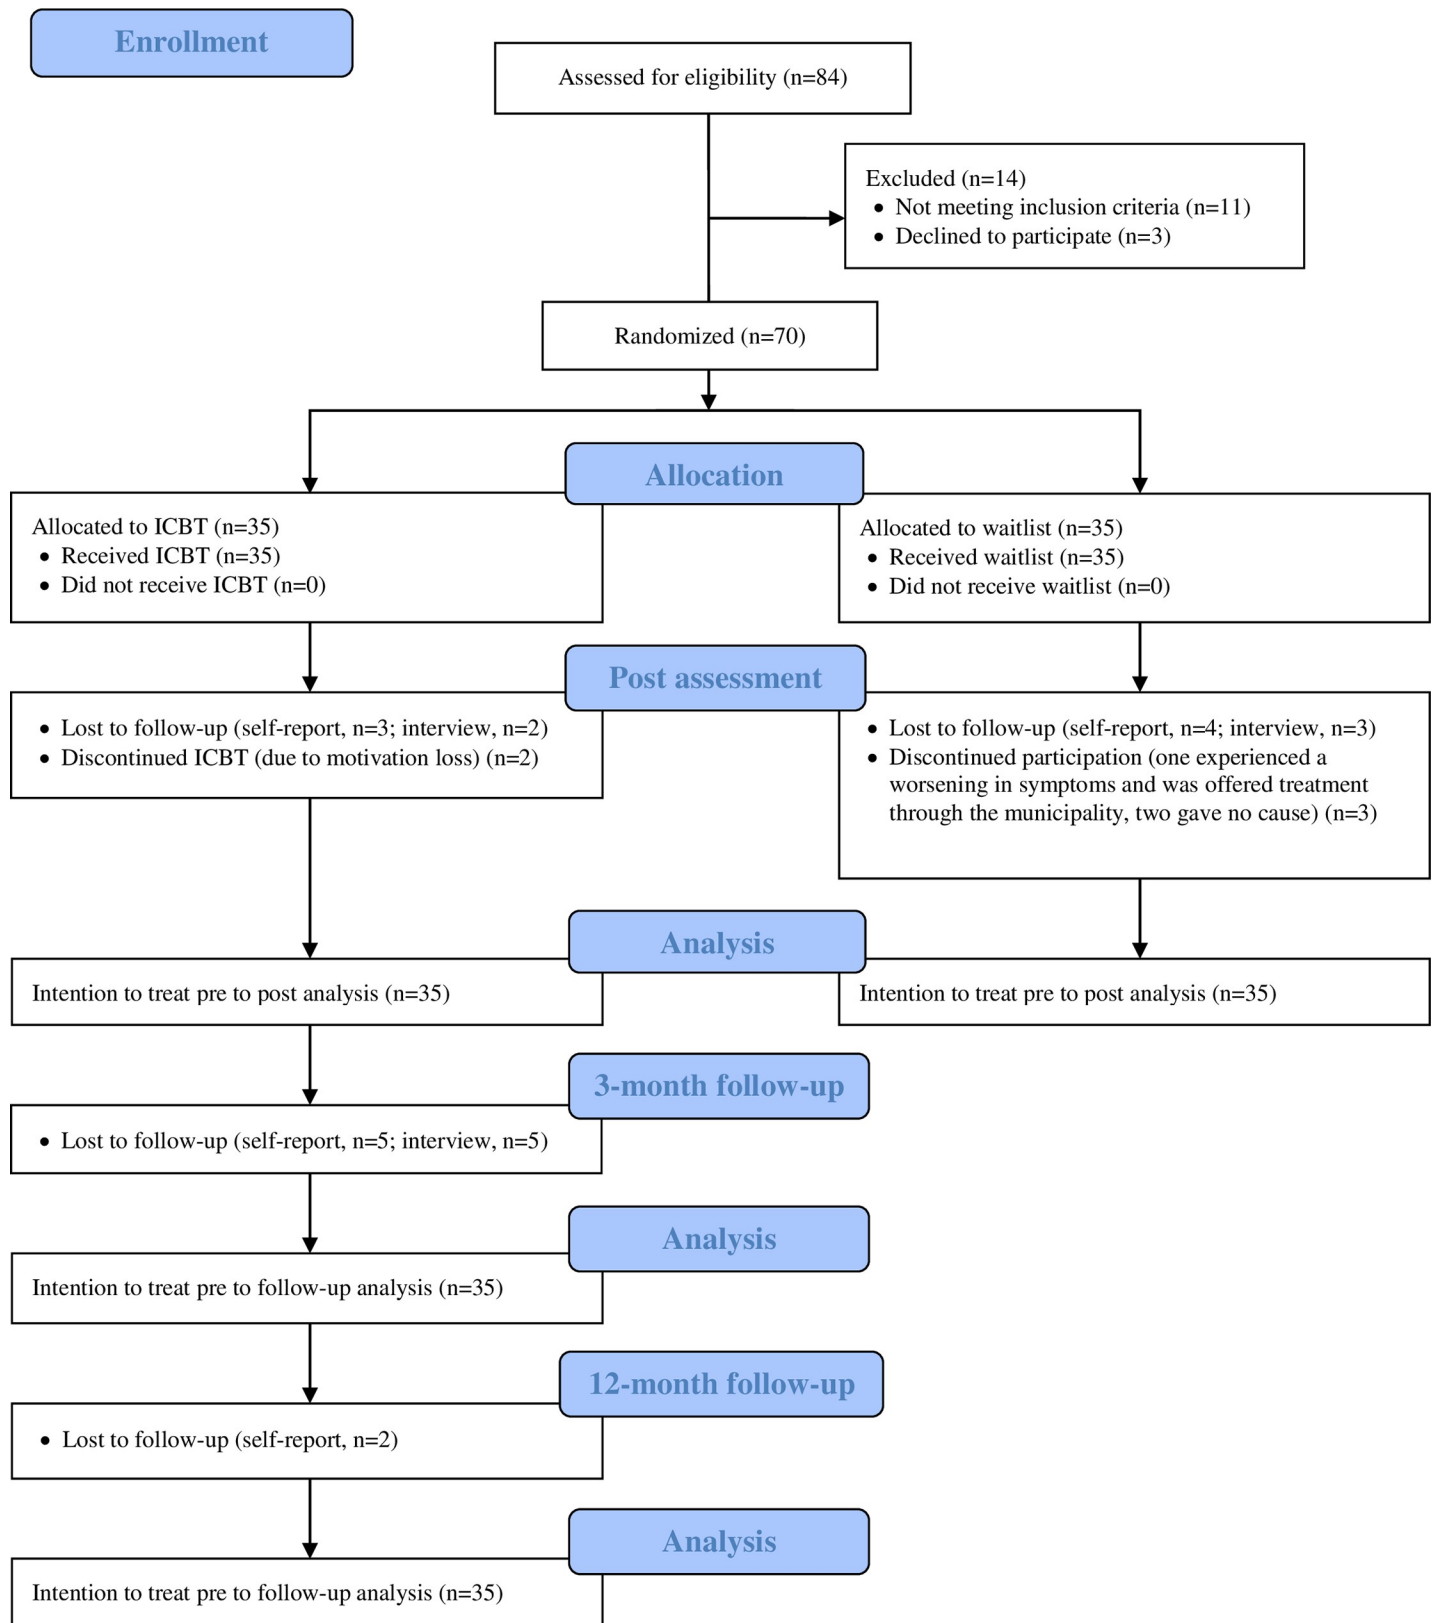 Enrollment
Assessed for eligibility (n=84)
Excluded (n=14)
• Not meeting inclusion criteria (n=11)
• Declined to participate (n=3)
Randomized (n=70)
Allocation
Allocated to ICBT (n=35)
• Received ICBT (n=35)
• Did not receive ICBT (n=0)
Allocated to waitlist (n=35)
• Received waitlist (n=35)
• Did not receive waitlist (n=0)
Post assessment
• Lost to follow-up (self-report, n=3; interview, n=2)
• Discontinued ICBT (due to motivation loss) (n=2)
• Lost to follow-up (self-report, n=4; interview, n=3)
• Discontinued participation (one experienced a
worsening in symptoms and was offered treatment
through the municipality, two gave no cause) (n=3)
Analysis
Intention to treat pre to post analysis (n=35)
Intention to treat pre to post analysis (n=35)
3-month follow-up
• Lost to follow-up (self-report, n=5; interview, n=5)
Analysis
Intention to treat pre to follow-up analysis (n=35)
12-month follow-up
• Lost to follow-up (self-report, n=2)
Analysis
Intention to treat pre to follow-up analysis (n=35)